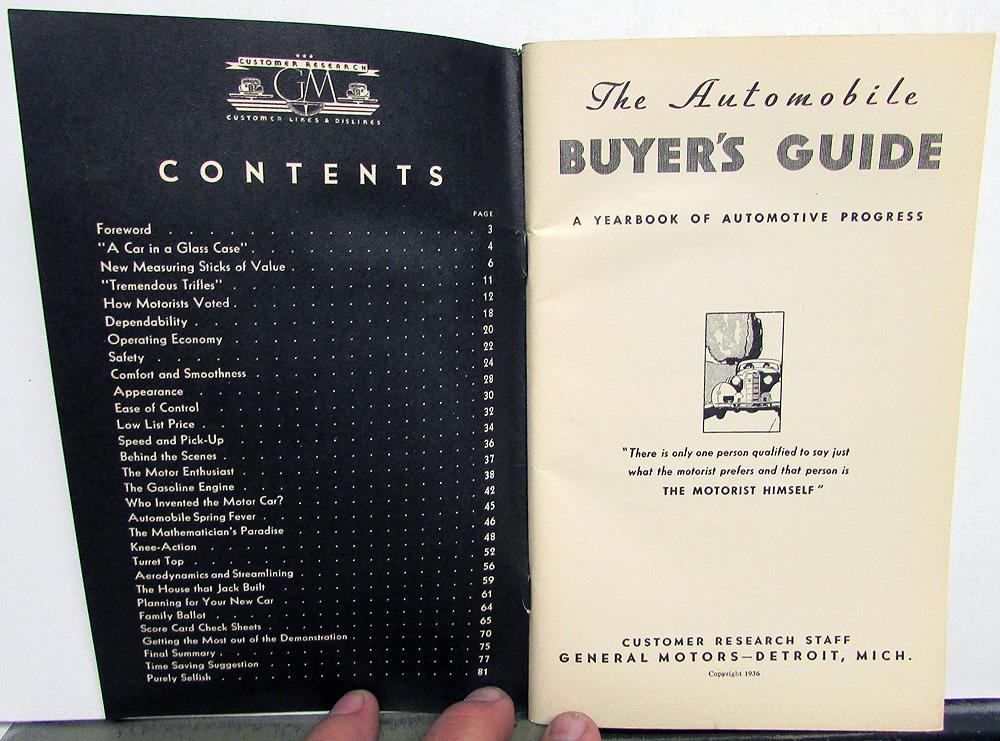 ★★★
CUSTOMER RESEARCH
GM
CUSTOMER LIKES & DISLIKES
CONTENTS
PAGE
Foreword . . . 3
"A Car in a Glass Case" . . . 4
New Measuring Sticks of Value . . . 6
"Tremendous Trifles" . . . 11
How Motorists Voted . . . 12
Dependability . . . 18
Operating Economy . . . 20
Safety . . . 22
Comfort and Smoothness . . . 24
Appearance . . . 28
Ease of Control . . . 30
Low List Price . . . 32
Speed and Pick-Up . . . 34
Behind the Scenes . . . 36
The Motor Enthusiast . . . 37
The Gasoline Engine . . . 38
Who Invented the Motor Car? . . . 42
Automobile Spring Fever . . . 45
The Mathematician's Paradise . . . 46
Knee-Action . . . 48
Turret Top . . . 52
Aerodynamics and Streamlining . . . 56
The House that Jack Built . . . 59
Planning for Your New Car . . . 61
Family Ballot . . . 64
Score Card Check Sheets . . . 65
Getting the Most out of the Demonstration . . . 70
Final Summary . . . 75
Time Saving Suggestion . . . 77
Purely Selfish . . . 81
The Automobile
BUYER'S GUIDE
A YEARBOOK OF AUTOMOTIVE PROGRESS
"There is only one person qualified to say just
what the motorist prefers and that person is
THE MOTORIST HIMSELF"
CUSTOMER RESEARCH STAFF
GENERAL MOTORS—DETROIT, MICH.
Copyright 1936